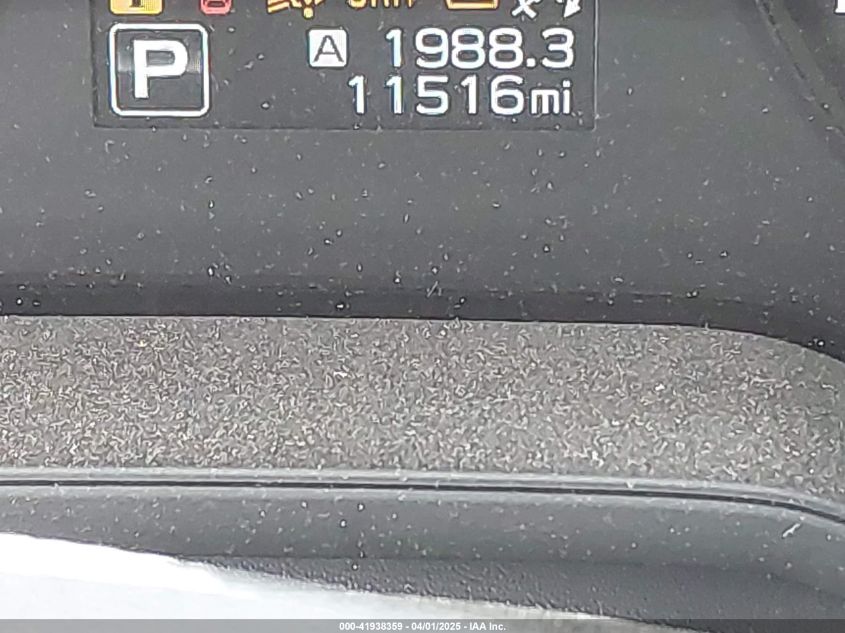 P A 1988.3
11516mi
000-41938359 - 04/01/2025 - IAA Inc.